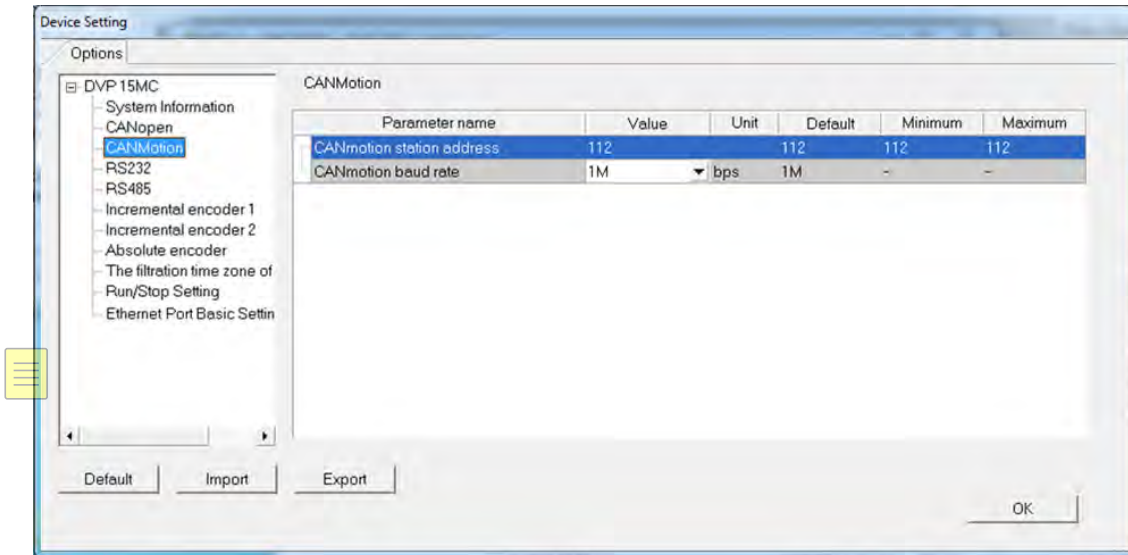 Device Setting
Options
DVP 15MC
System Information
CANopen
CANMotion
RS232
RS485
Incremental encoder 1
Incremental encoder 2
Absolute encoder
The filtration time zone of
Run/Stop Setting
Ethernet Port Basic Settin
CANMotion
Parameter name Value Unit Default Minimum Maximum
CANmotion station address 112 112 112 112
CANmotion baud rate 1M bps 1M - -
Default Import Export
OK